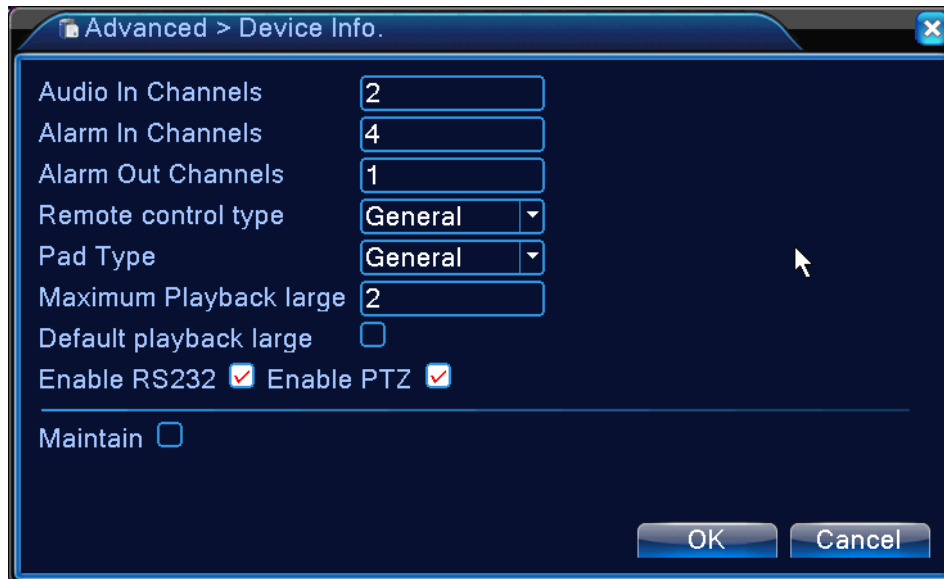 Advanced > Device Info.
Audio In Channels 2
Alarm In Channels 4
Alarm Out Channels 1
Remote control type General
Pad Type General
Maximum Playback large 2
Default playback large
Enable RS232 Enable PTZ
Maintain
OK Cancel